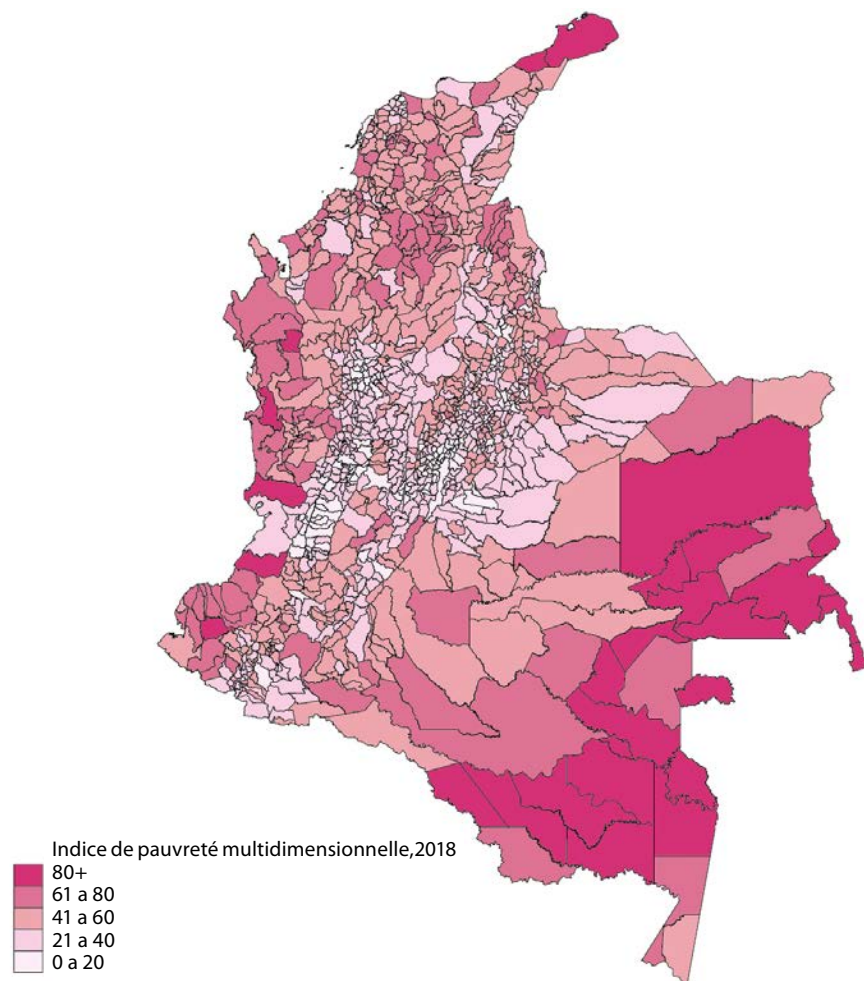 Indice de pauvreté multidimensionnelle,2018
80+
61 a 80
41 a 60
21 a 40
0 a 20